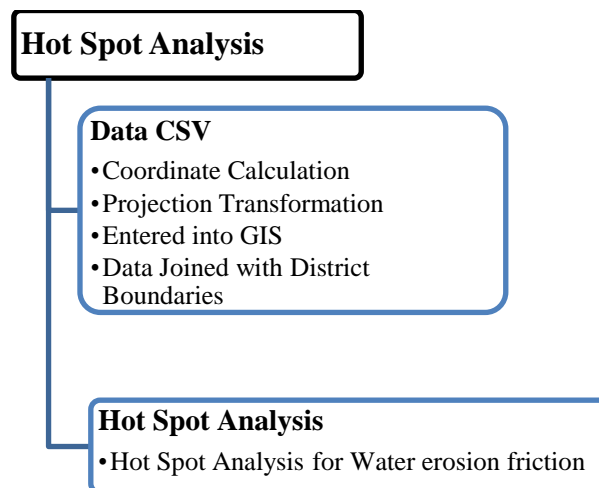 Hot Spot Analysis
Data CSV
•Coordinate Calculation
•Projection Transformation
•Entered into GIS
•Data Joined with District
Boundaries
Hot Spot Analysis
•Hot Spot Analysis for Water erosion friction